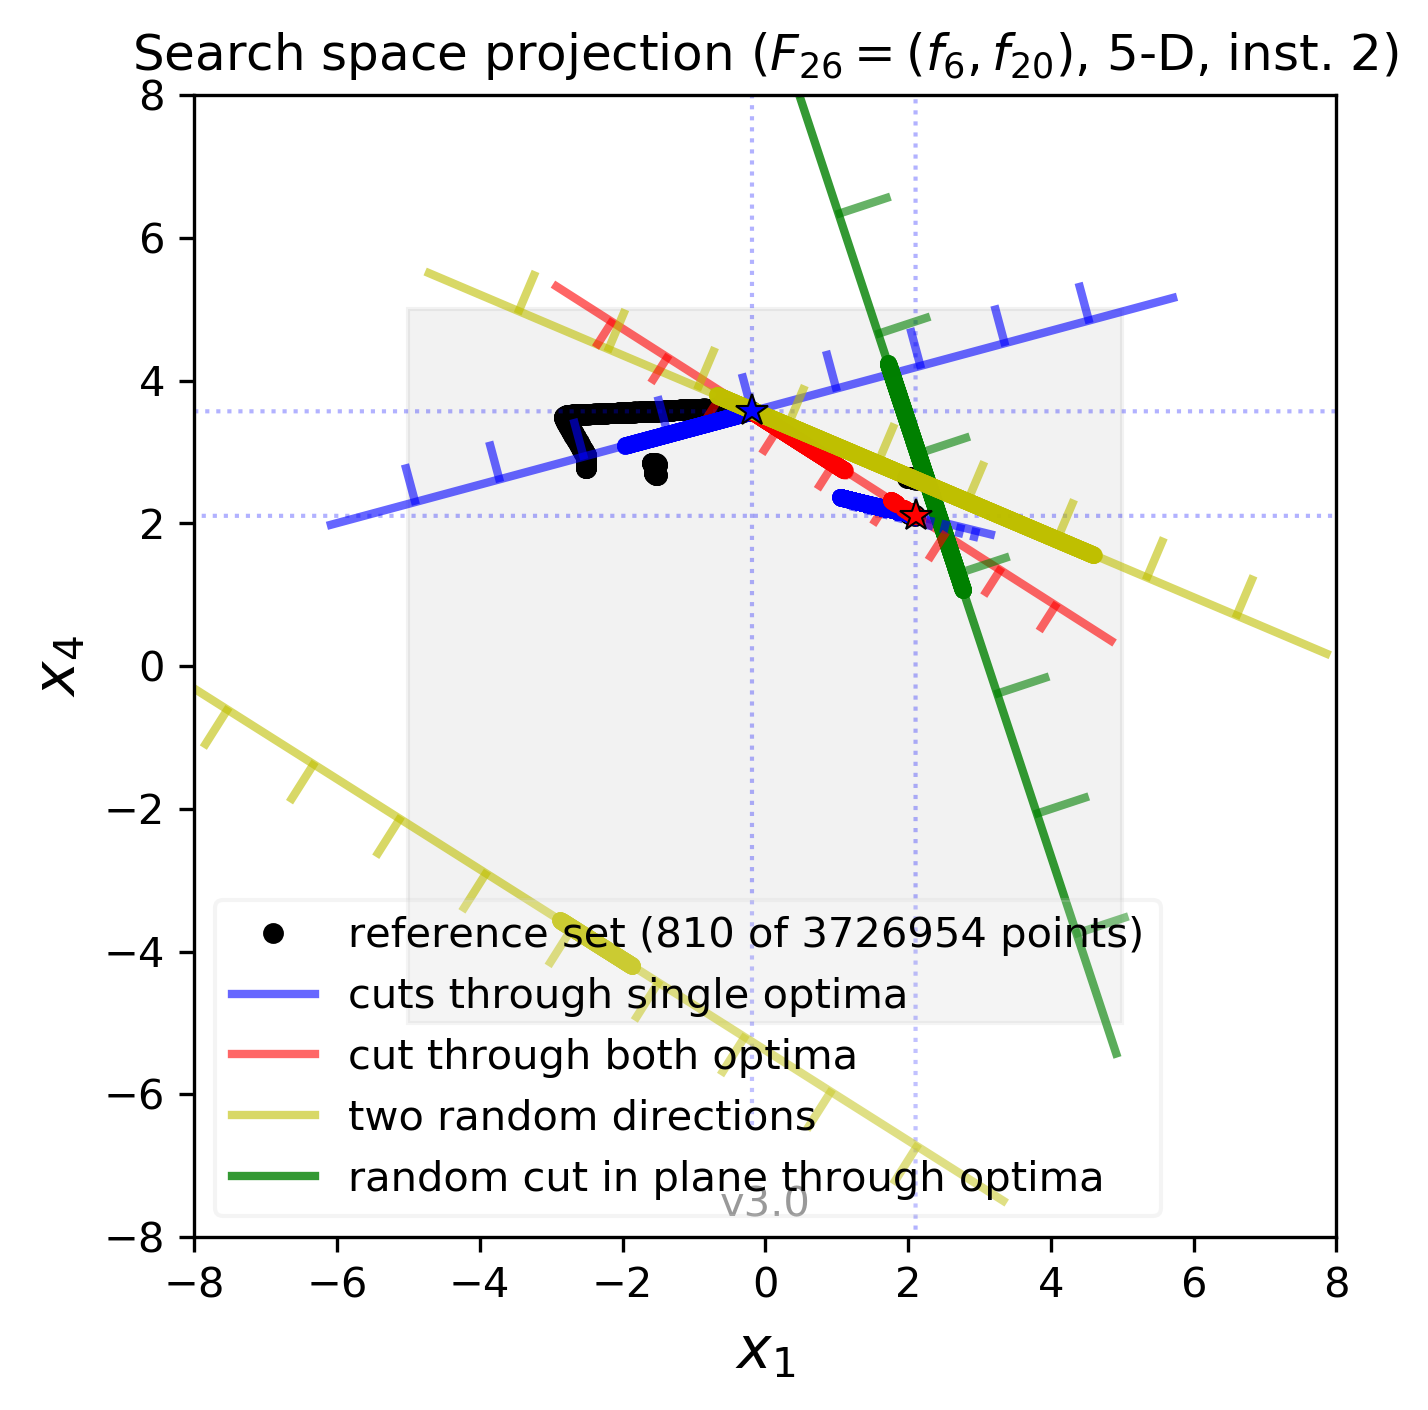 Search space projection (F₂₆ = (f₆, f₂₀), 5-D, inst. 2)
8
6
4
2
0
−2
−4
−6
−8
x₄
reference set (810 of 3726954 points)
cuts through single optima
cut through both optima
two random directions
random cut in plane through optima
v3.0
−8 −6 −4 −2 0 2 4 6 8
x₁